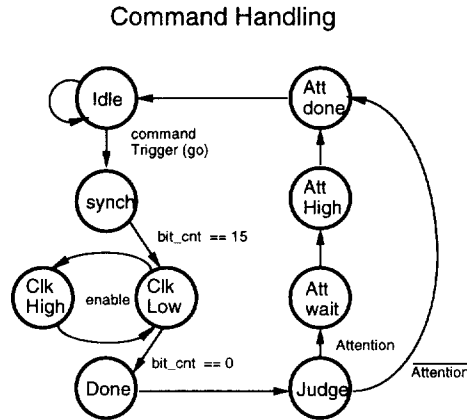 Command Handling
Idle
Att
done
command
Trigger (go)
synch
Att
High
bit_cnt == 15
Clk
High
enable
Clk
Low
Att
wait
Attention
bit_cnt == 0
Done
Judge
Attention